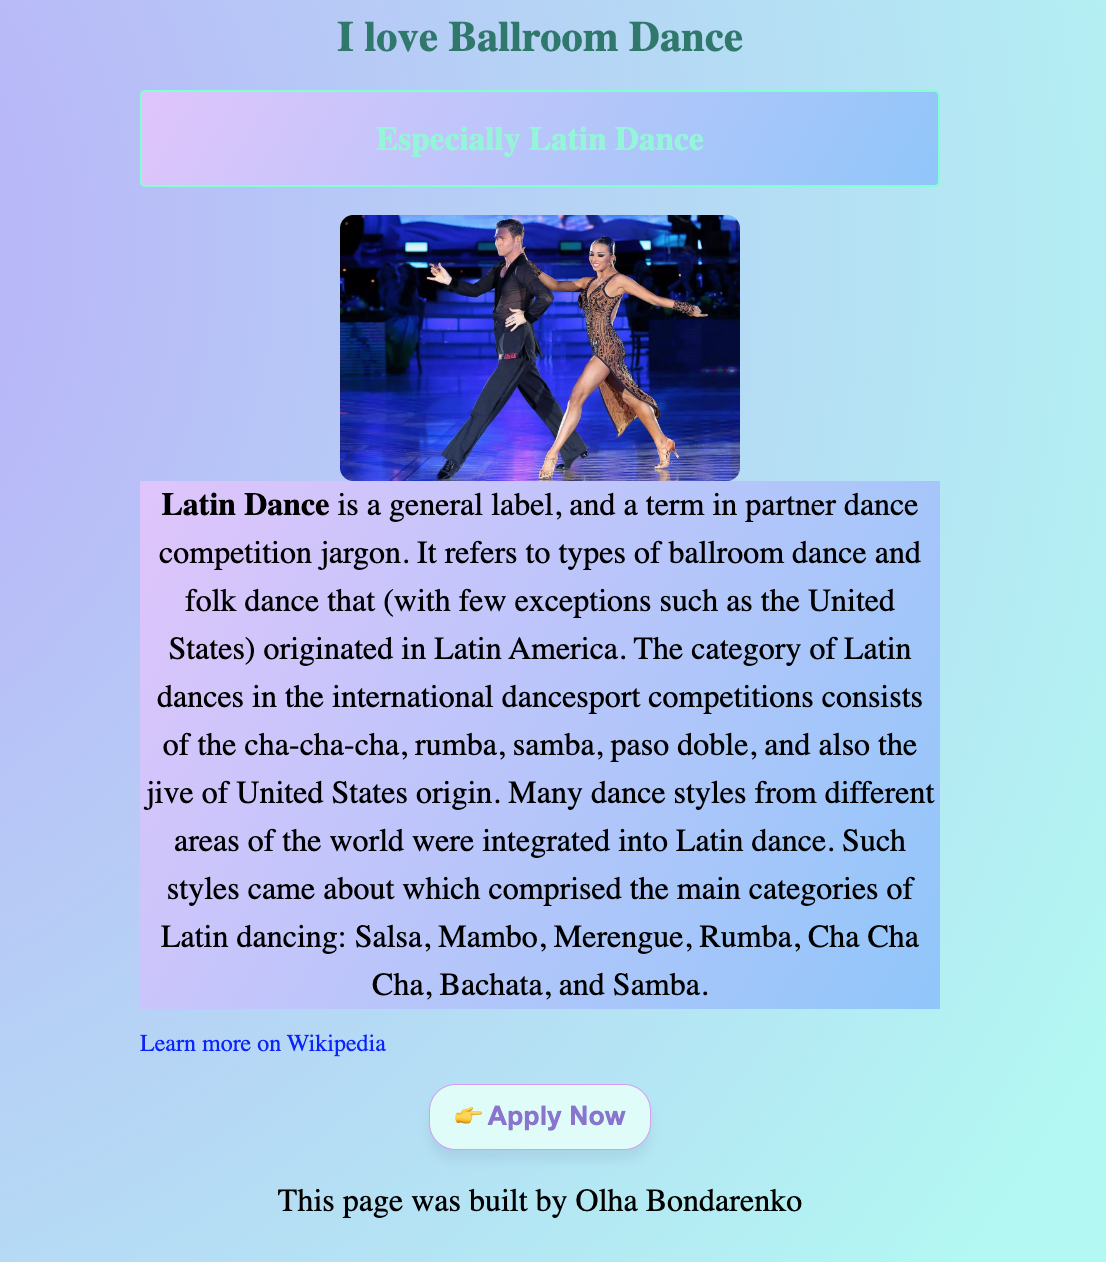 I love Ballroom Dance
Especially Latin Dance
Latin Dance is a general label, and a term in partner dance
competition jargon. It refers to types of ballroom dance and
folk dance that (with few exceptions such as the United
States) originated in Latin America. The category of Latin
dances in the international dancesport competitions consists
of the cha-cha-cha, rumba, samba, paso doble, and also the
jive of United States origin. Many dance styles from different
areas of the world were integrated into Latin dance. Such
styles came about which comprised the main categories of
Latin dancing: Salsa, Mambo, Merengue, Rumba, Cha Cha
Cha, Bachata, and Samba.
Learn more on Wikipedia
👉 Apply Now
This page was built by Olha Bondarenko